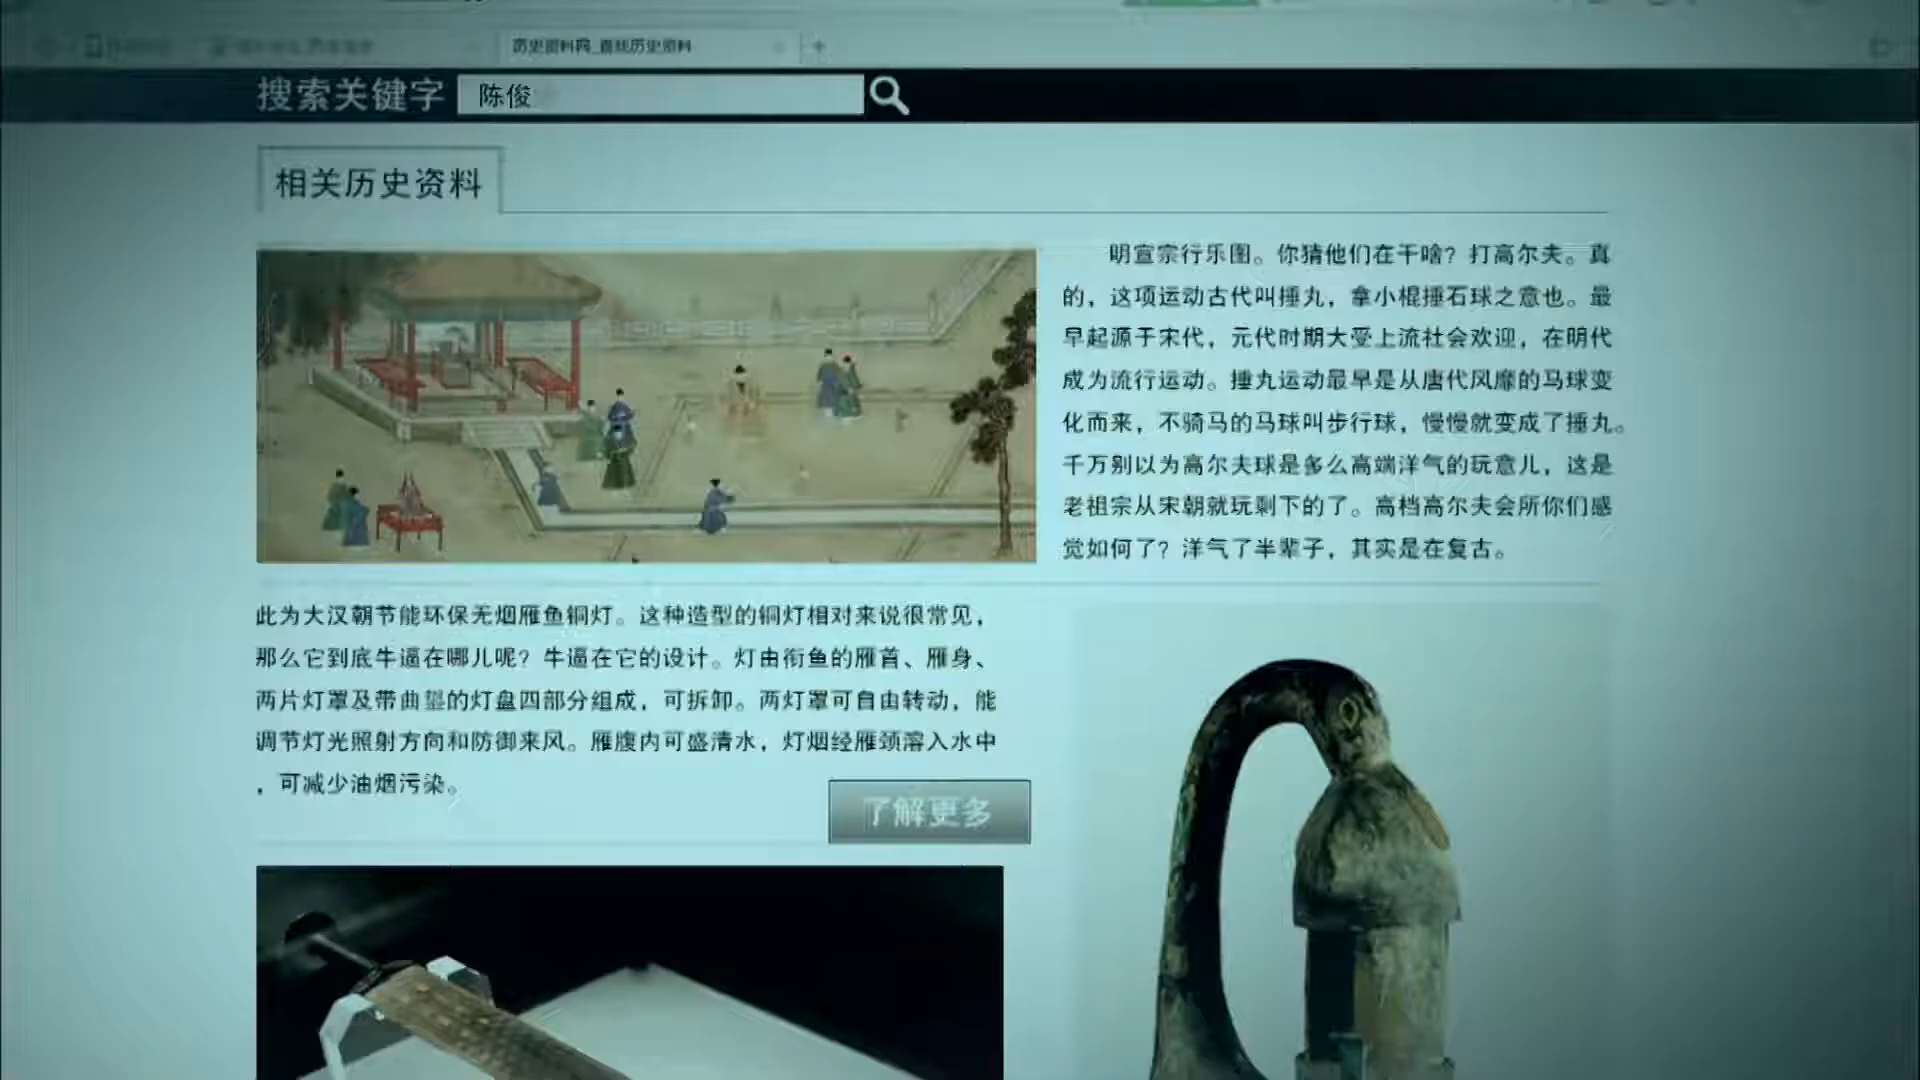 历史资料网_查找历史资料
搜索关键字
陈俊
相关历史资料
明宣宗行乐图。你猜他们在干啥？打高尔夫。真
的，这项运动古代叫捶丸，拿小棍捶石球之意也。最
早起源于宋代，元代时期大受上流社会欢迎，在明代
成为流行运动。捶丸运动最早是从唐代风靡的马球变
化而来，不骑马的马球叫步行球，慢慢就变成了捶丸。
千万别以为高尔夫球是多么高端洋气的玩意儿，这是
老祖宗从宋朝就玩剩下的了。高档高尔夫会所你们感
觉如何了？洋气了半辈子，其实是在复古。
此为大汉朝节能环保无烟雁鱼铜灯。这种造型的铜灯相对来说很常见，
那么它到底牛逼在哪儿呢？牛逼在它的设计。灯由衔鱼的雁首、雁身、
两片灯罩及带曲錾的灯盘四部分组成，可拆卸。两灯罩可自由转动，能
调节灯光照射方向和防御来风。雁腹内可盛清水，灯烟经雁颈溶入水中
，可减少油烟污染。
了解更多